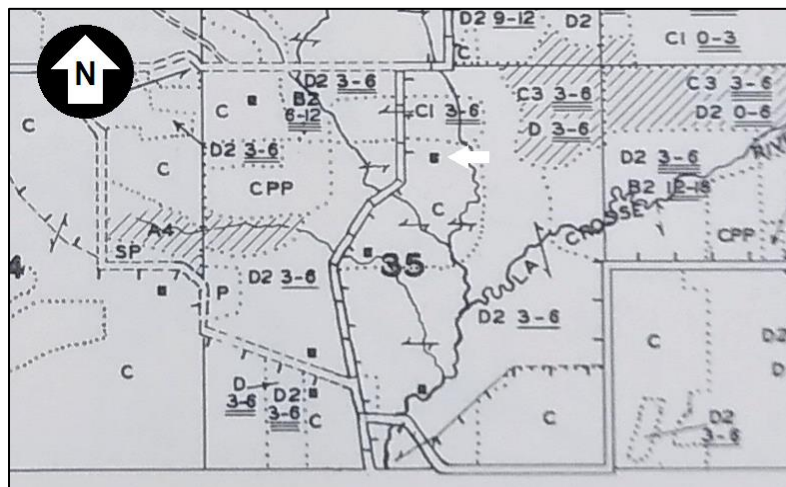 D2 9-12 D2
C1 0-3
C
N
D2 3-6
B2
6-12
C1 3-6
C3 3-6
D 3-6
C3 3-6
D2 0-6
C
C
D2 3-6
C
CPP
C
D2 3-6
B2 12-18
RIV
CROSSE
LA
CPP
A4
SP
4
35
P
D2 3-6
D2 3-6
C
D2
D
C
D
3-6
D2
3-6
C
C
D2
3-6